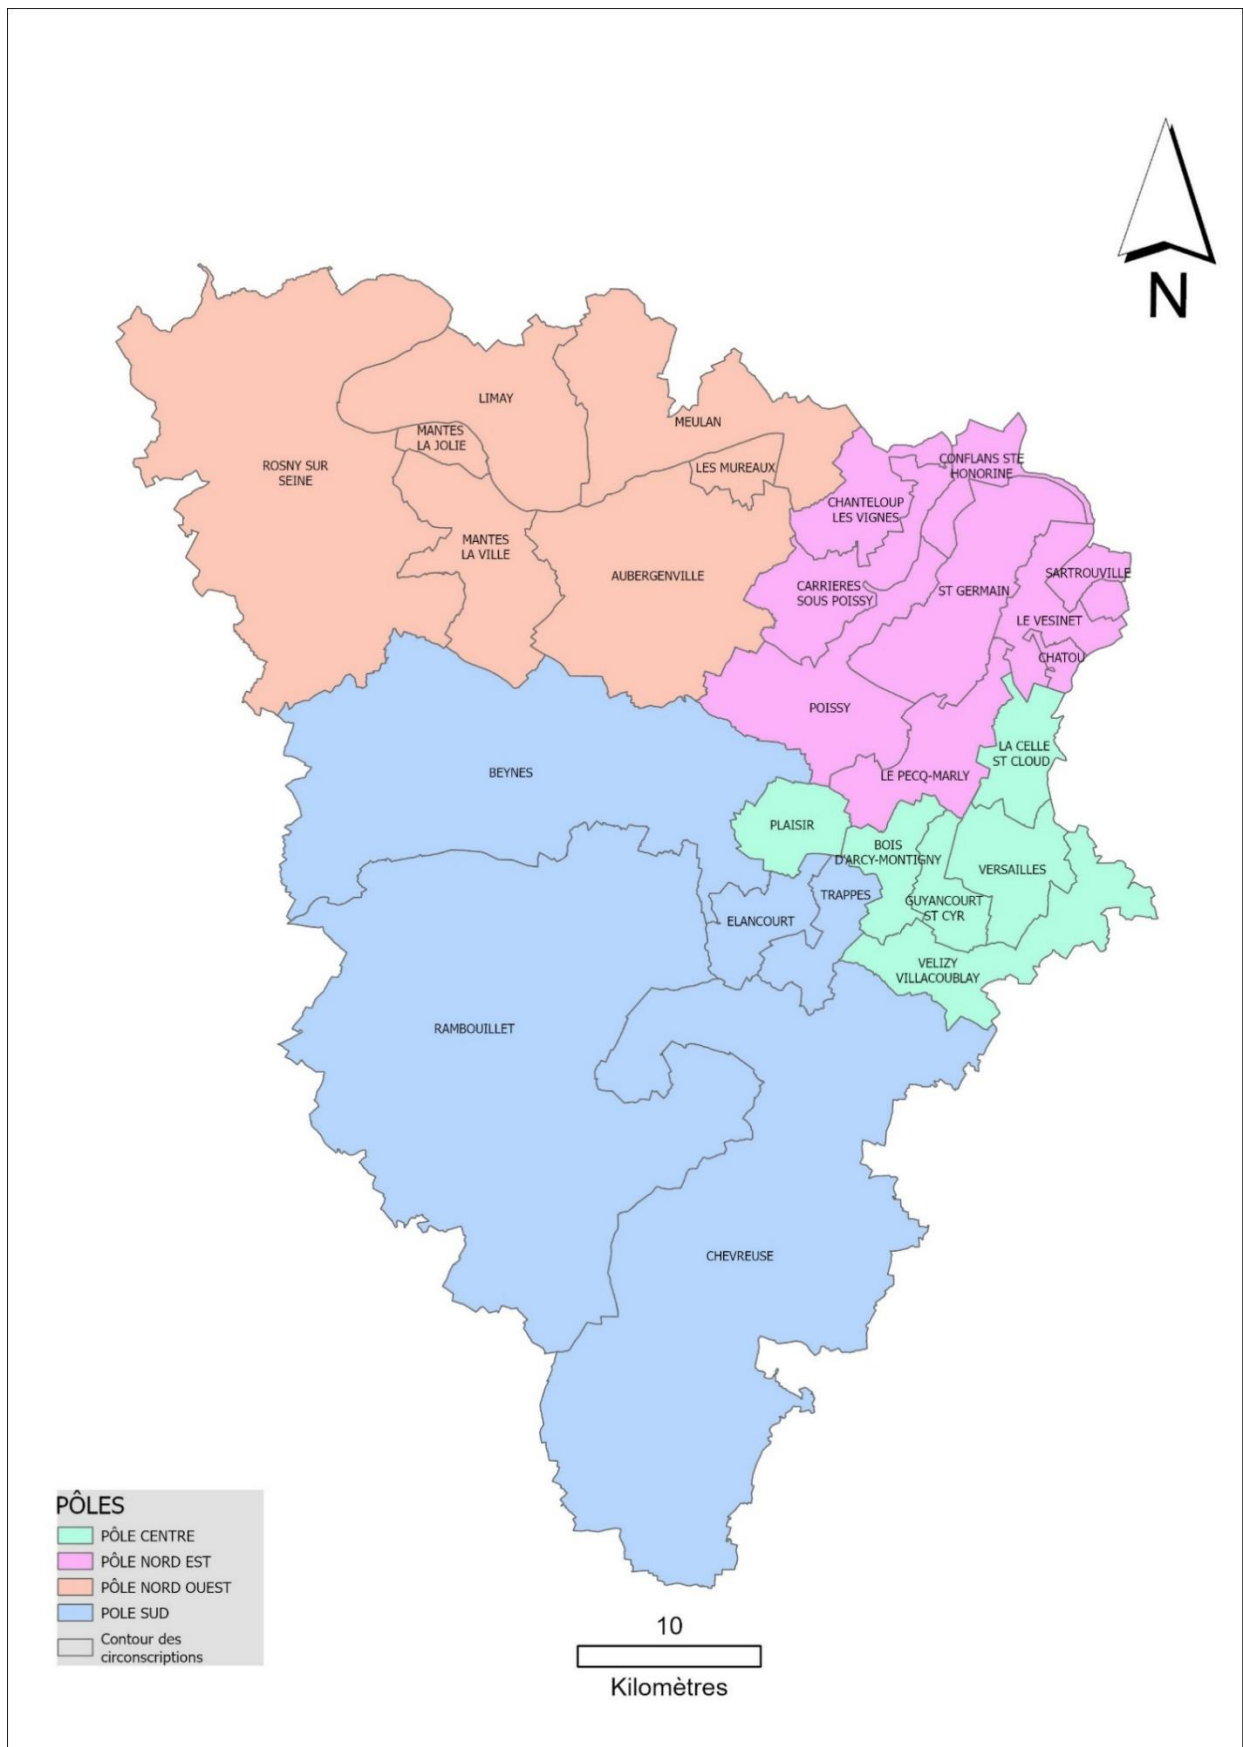 N
LIMAY
MEULAN
MANTES
LA JOLIE
CONFLANS STE
HONORINE
ROSNY SUR
SEINE
LES MUREAUX
CHANTELOUP
LES VIGNES
MANTES
LA VILLE
AUBERGENVILLE
SARTROUVILLE
CARRIERES
SOUS POISSY
ST GERMAIN
LE VESINET
CHATOU
POISSY
LA CELLE
ST CLOUD
BEYNES
LE PECQ-MARLY
PLAISIR
BOIS
D'ARCY-MONTIGNY
VERSAILLES
TRAPPES
GUYANCOURT
ST CYR
ELANCOURT
VELIZY
VILLACOUBLAY
RAMBOUILLET
CHEVREUSE
PÔLES
PÔLE CENTRE
PÔLE NORD EST
PÔLE NORD OUEST
POLE SUD
Contour des
circonscriptions
10
Kilomètres